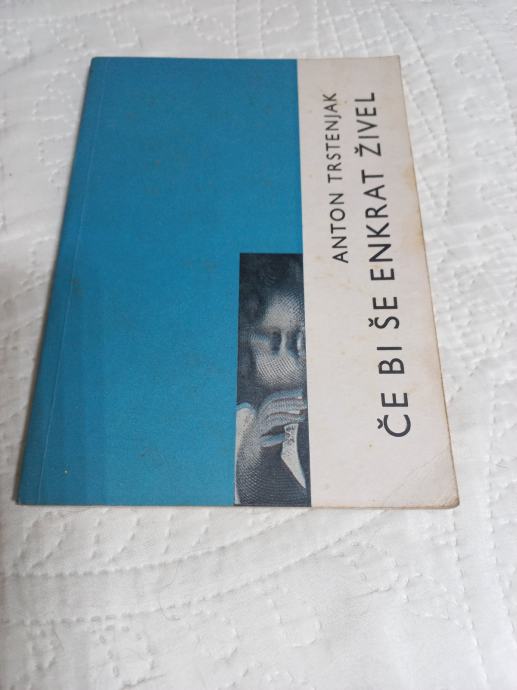 ANTON TRSTENJAK
ČE BI ŠE ENKRAT ŽIVEL